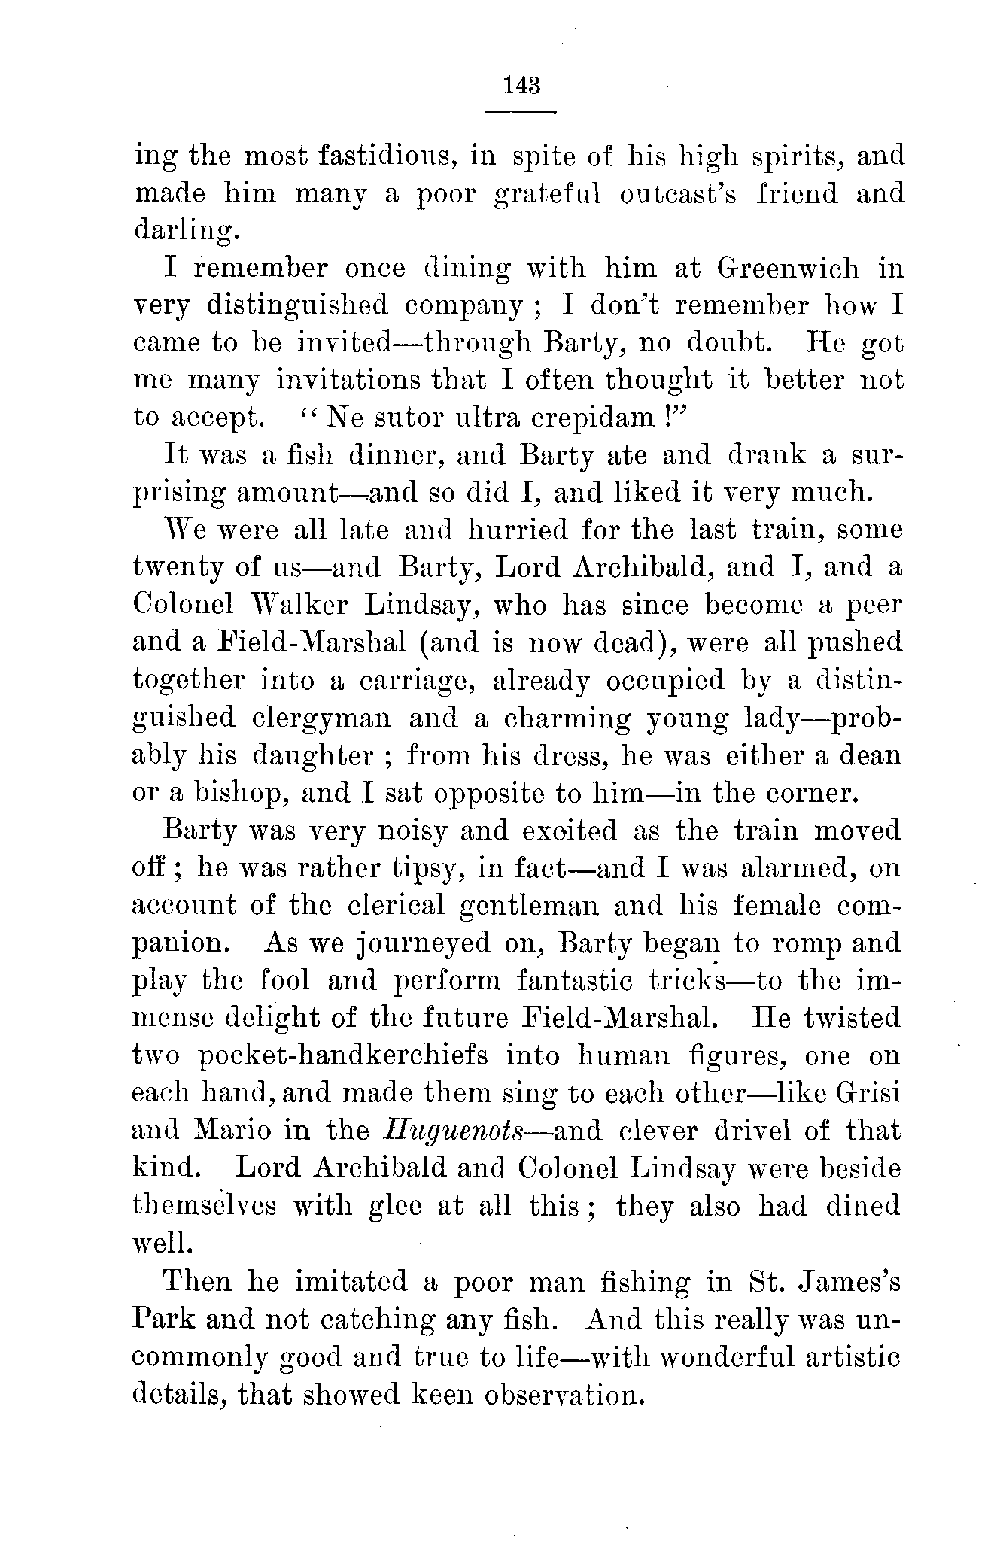 143
ing the most fastidious, in spite of his high spirits, and
made him many a poor grateful outcast's friend and
darling.
I remember once dining with him at Greenwich in
very distinguished company ; I don't remember how I
came to be invited—through Barty, no doubt. He got
me many invitations that I often thought it better not
to accept. “ Ne sutor ultra crepidam !”
It was a fish dinner, and Barty ate and drank a sur-
prising amount—and so did I, and liked it very much.
We were all late and hurried for the last train, some
twenty of us—and Barty, Lord Archibald, and I, and a
Colonel Walker Lindsay, who has since become a peer
and a Field-Marshal (and is now dead), were all pushed
together into a carriage, already occupied by a distin-
guished clergyman and a charming young lady—prob-
ably his daughter ; from his dress, he was either a dean
or a bishop, and I sat opposite to him—in the corner.
Barty was very noisy and excited as the train moved
off ; he was rather tipsy, in fact—and I was alarmed, on
account of the clerical gentleman and his female com-
panion. As we journeyed on, Barty began to romp and
play the fool and perform fantastic tricks—to the im-
mense delight of the future Field-Marshal. He twisted
two pocket-handkerchiefs into human figures, one on
each hand, and made them sing to each other—like Grisi
and Mario in the Huguenots—and clever drivel of that
kind. Lord Archibald and Colonel Lindsay were beside
themselves with glee at all this ; they also had dined
well.
Then he imitated a poor man fishing in St. James's
Park and not catching any fish. And this really was un-
commonly good and true to life—with wonderful artistic
details, that showed keen observation.